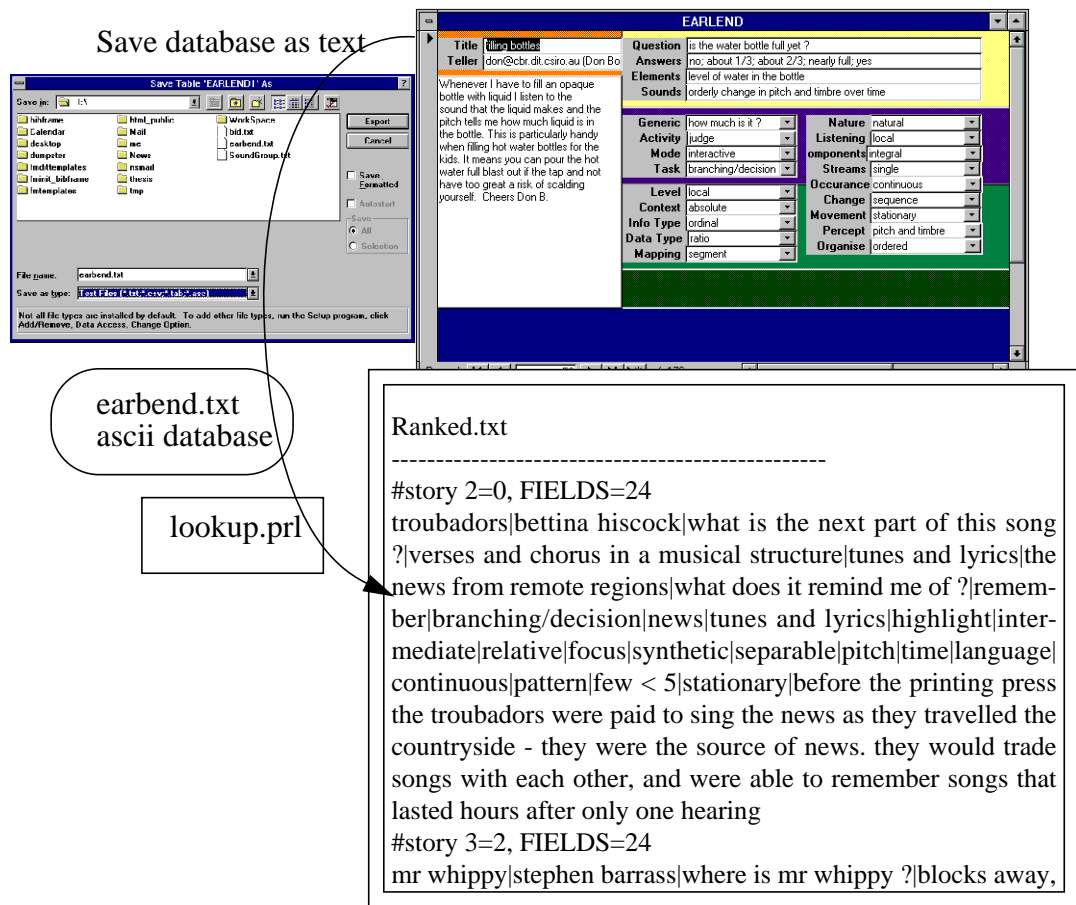 Save database as text
Save Table 'EARLEND1' As
?
Save in:
I:\
bibframe
Calendar
desktop
dumpster
html_public
Mail
me
News
nsmail
thesis
tmp
WorkSpace
bid.txt
earbend.txt
SoundGroup.txt
Export
Cancel
Save
Formatted
Autostart
Save
All
Selection
File name:
earbend.txt
Save as type:
Text Files (*.txt;*.csv;*.tab;*.asc)
Not all file types are installed by default. To add other file types, run the Setup program, click
Add/Remove, Data Access, Change Option.
EARLEND
Title filling bottles
Teller don@cbr.dit.csiro.au (Don Bo
Whenever I have to fill an opaque
bottle with liquid I listen to the
sound that the liquid makes and the
pitch tells me how much liquid is in
the bottle. This is particularly handy
when filling hot water bottles for the
kids. It means you can pour the hot
water full blast out if the tap and not
have too great a risk of scalding
yourself. Cheers Don B.
Question is the water bottle full yet ?
Answers no; about 1/3; about 2/3; nearly full; yes
Elements level of water in the bottle
Sounds orderly change in pitch and timbre over time
Generic how much is it ?
Activity judge
Mode interactive
Task branching/decision
Level local
Context absolute
Info Type ordinal
Data Type ratio
Mapping segment
Nature natural
Listening local
omponents integral
Streams single
Occurance continuous
Change sequence
Movement stationary
Percept pitch and timbre
Organise ordered
earbend.txt
ascii database
lookup.prl
Ranked.txt
-------------------------------------------------
#story 2=0, FIELDS=24
troubadors|bettina hiscock|what is the next part of this song
?|verses and chorus in a musical structure|tunes and lyrics|the
news from remote regions|what does it remind me of ?|remem-
ber|branching/decision|news|tunes and lyrics|highlight|inter-
mediate|relative|focus|synthetic|separable|pitch|time|language|
continuous|pattern|few < 5|stationary|before the printing press
the troubadors were paid to sing the news as they travelled the
countryside - they were the source of news. they would trade
songs with each other, and were able to remember songs that
lasted hours after only one hearing
#story 3=2, FIELDS=24
mr whippy|stephen barrass|where is mr whippy ?|blocks away,